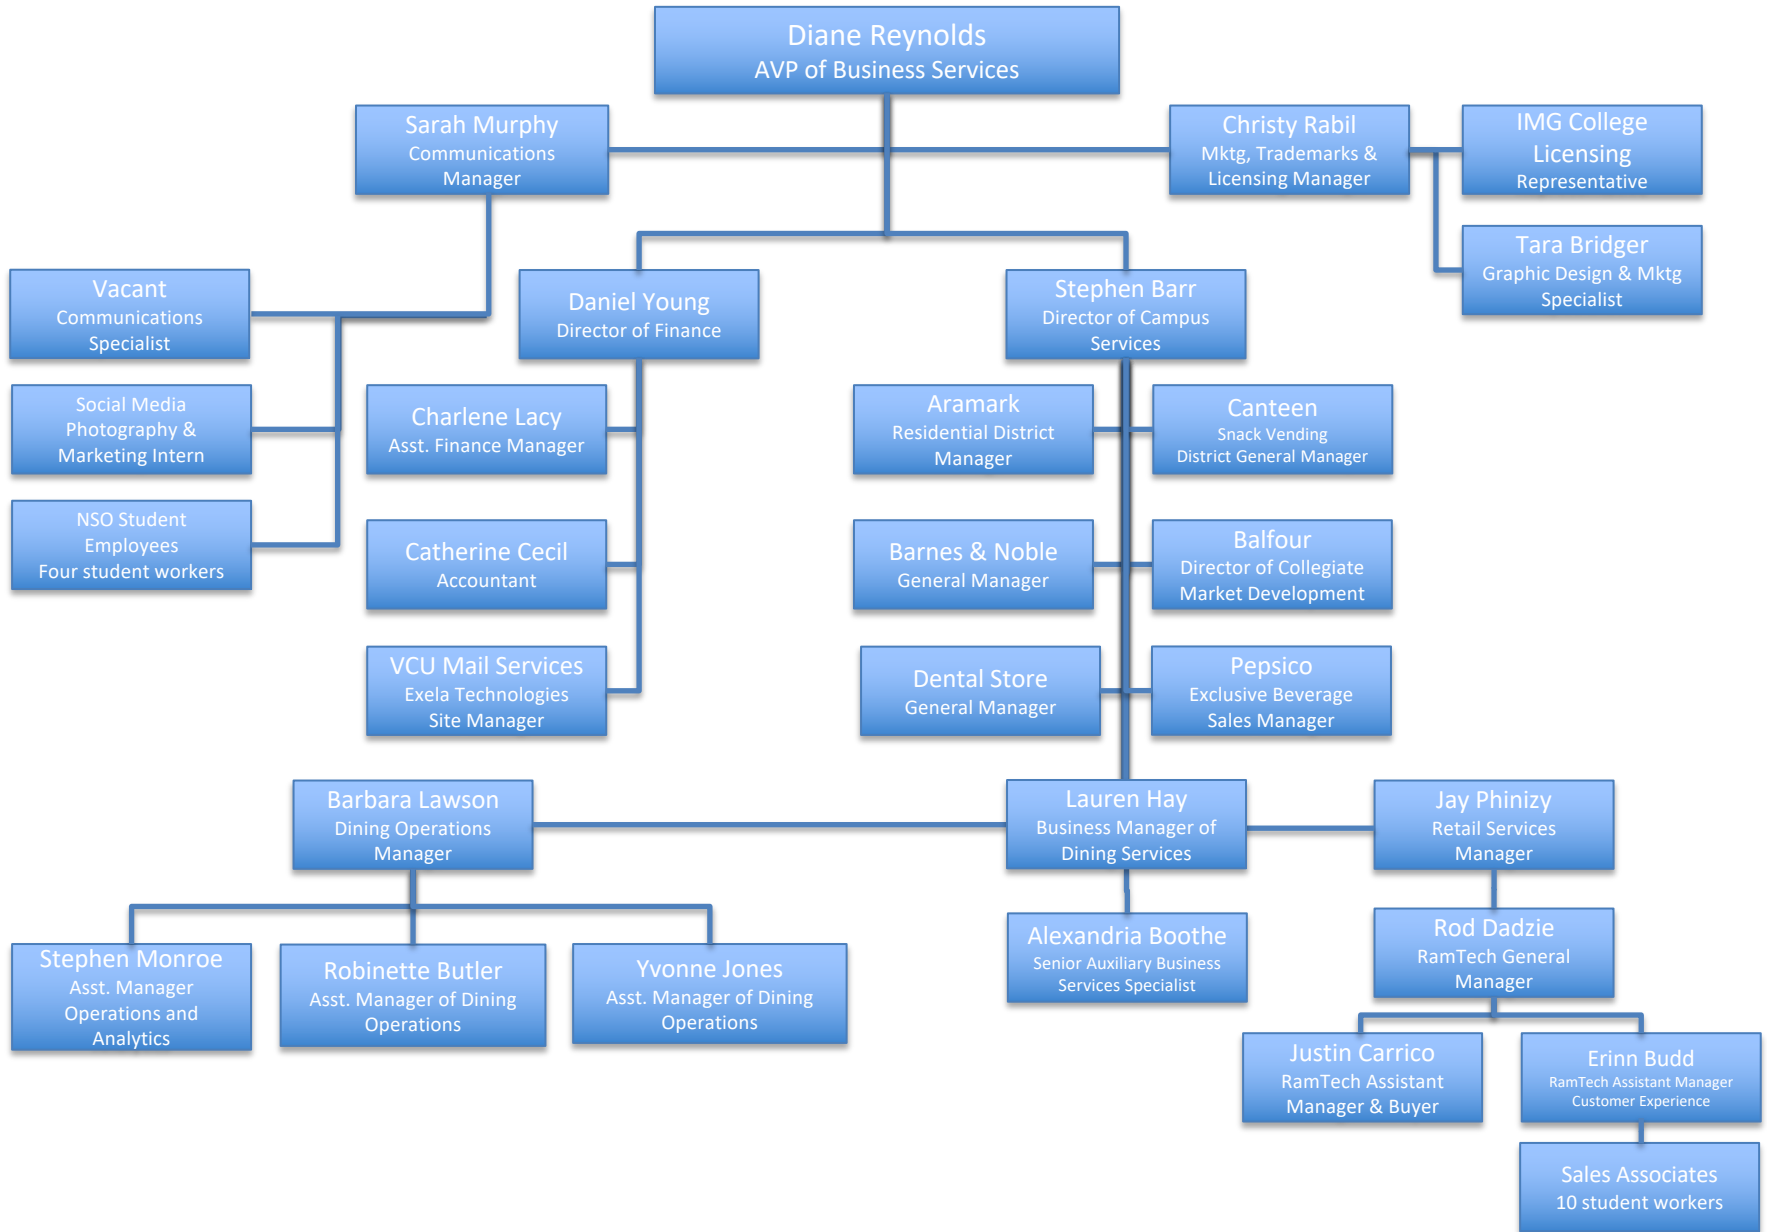 Diane Reynolds
AVP of Business Services
Sarah Murphy
Communications
Manager
Christy Rabil
Mktg, Trademarks &
Licensing Manager
IMG College
Licensing
Representative
Tara Bridger
Graphic Design & Mktg
Specialist
Vacant
Communications
Specialist
Daniel Young
Director of Finance
Stephen Barr
Director of Campus
Services
Social Media
Photography &
Marketing Intern
Charlene Lacy
Asst. Finance Manager
Aramark
Residential District
Manager
Canteen
Snack Vending
District General Manager
NSO Student
Employees
Four student workers
Catherine Cecil
Accountant
Barnes & Noble
General Manager
Balfour
Director of Collegiate
Market Development
VCU Mail Services
Exela Technologies
Site Manager
Dental Store
General Manager
Pepsico
Exclusive Beverage
Sales Manager
Barbara Lawson
Dining Operations
Manager
Lauren Hay
Business Manager of
Dining Services
Jay Phinizy
Retail Services
Manager
Stephen Monroe
Asst. Manager
Operations and
Analytics
Robinette Butler
Asst. Manager of Dining
Operations
Yvonne Jones
Asst. Manager of Dining
Operations
Alexandria Boothe
Senior Auxiliary Business
Services Specialist
Rod Dadzie
RamTech General
Manager
Justin Carrico
RamTech Assistant
Manager & Buyer
Erinn Budd
RamTech Assistant Manager
Customer Experience
Sales Associates
10 student workers